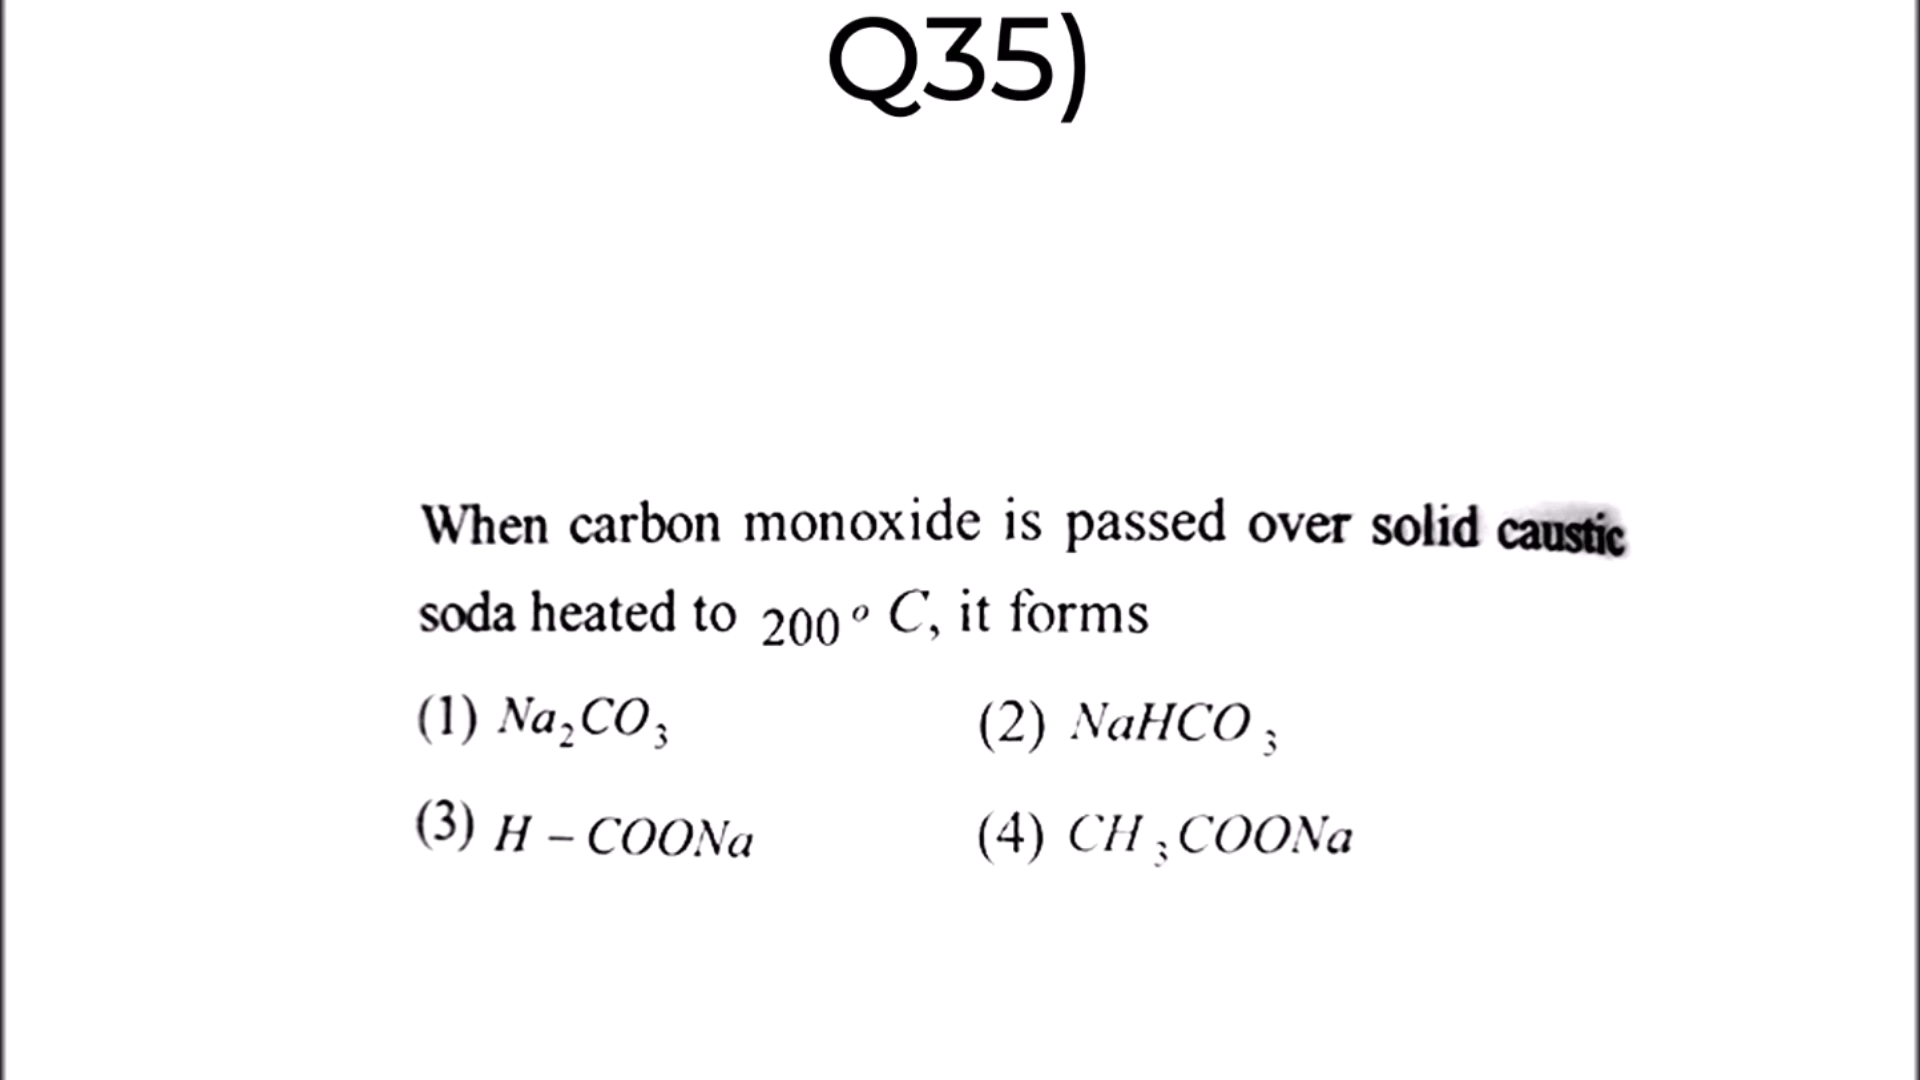 Q35)
When carbon monoxide is passed over solid caustic
soda heated to 200° C, it forms
(1) Na₂CO₃ (2) NaHCO₃
(3) H – COONa (4) CH₃COONa